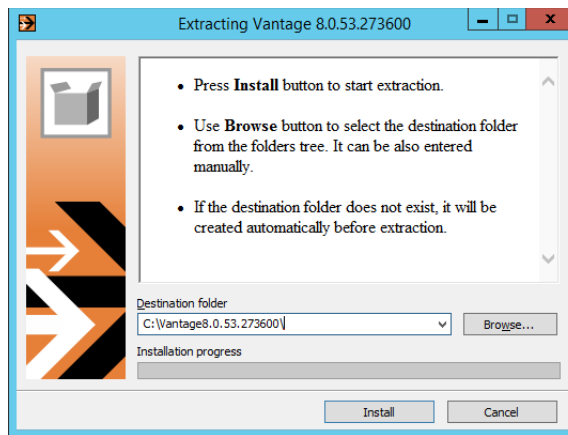 Extracting Vantage 8.0.53.273600
• Press Install button to start extraction.
• Use Browse button to select the destination folder
from the folders tree. It can be also entered
manually.
• If the destination folder does not exist, it will be
created automatically before extraction.
Destination folder
C:\Vantage8.0.53.273600\
Browse...
Installation progress
Install
Cancel